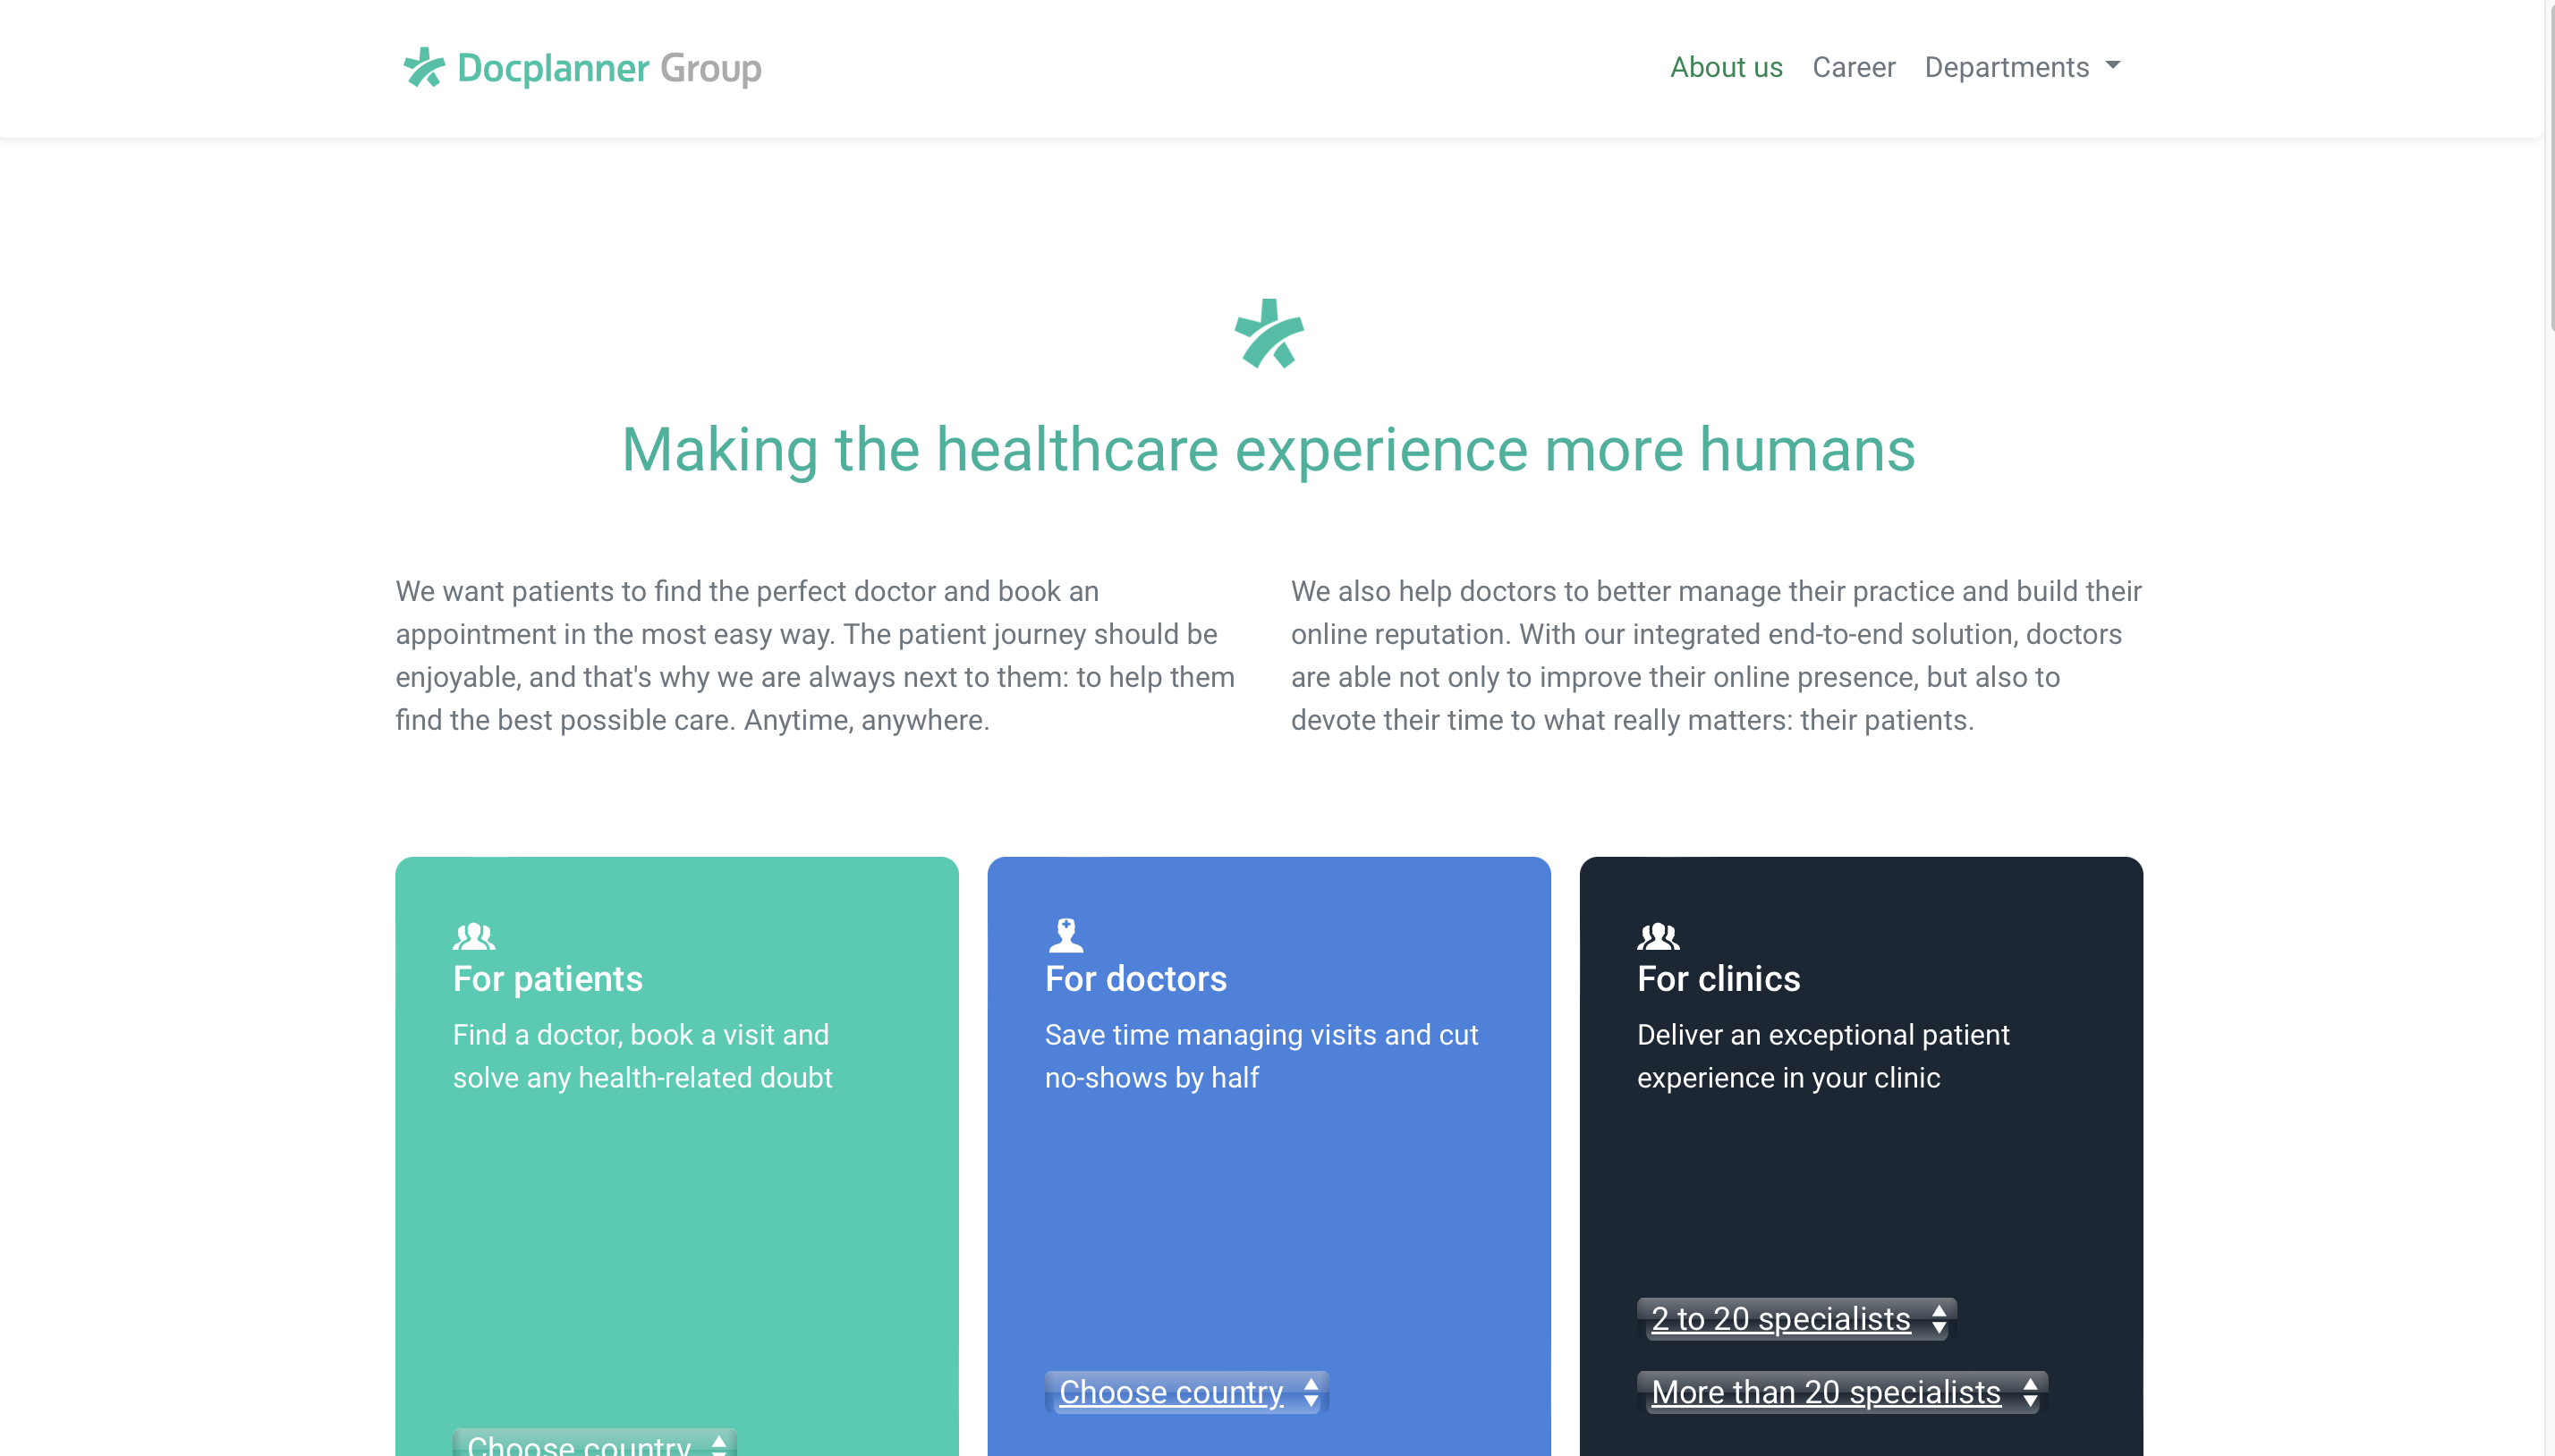 Docplanner Group
About us
Career
Departments
Making the healthcare experience more humans
We want patients to find the perfect doctor and book an
appointment in the most easy way. The patient journey should be
enjoyable, and that's why we are always next to them: to help them
find the best possible care. Anytime, anywhere.
We also help doctors to better manage their practice and build their
online reputation. With our integrated end-to-end solution, doctors
are able not only to improve their online presence, but also to
devote their time to what really matters: their patients.
For patients
Find a doctor, book a visit and
solve any health-related doubt
Choose country
For doctors
Save time managing visits and cut
no-shows by half
Choose country
For clinics
Deliver an exceptional patient
experience in your clinic
2 to 20 specialists
More than 20 specialists